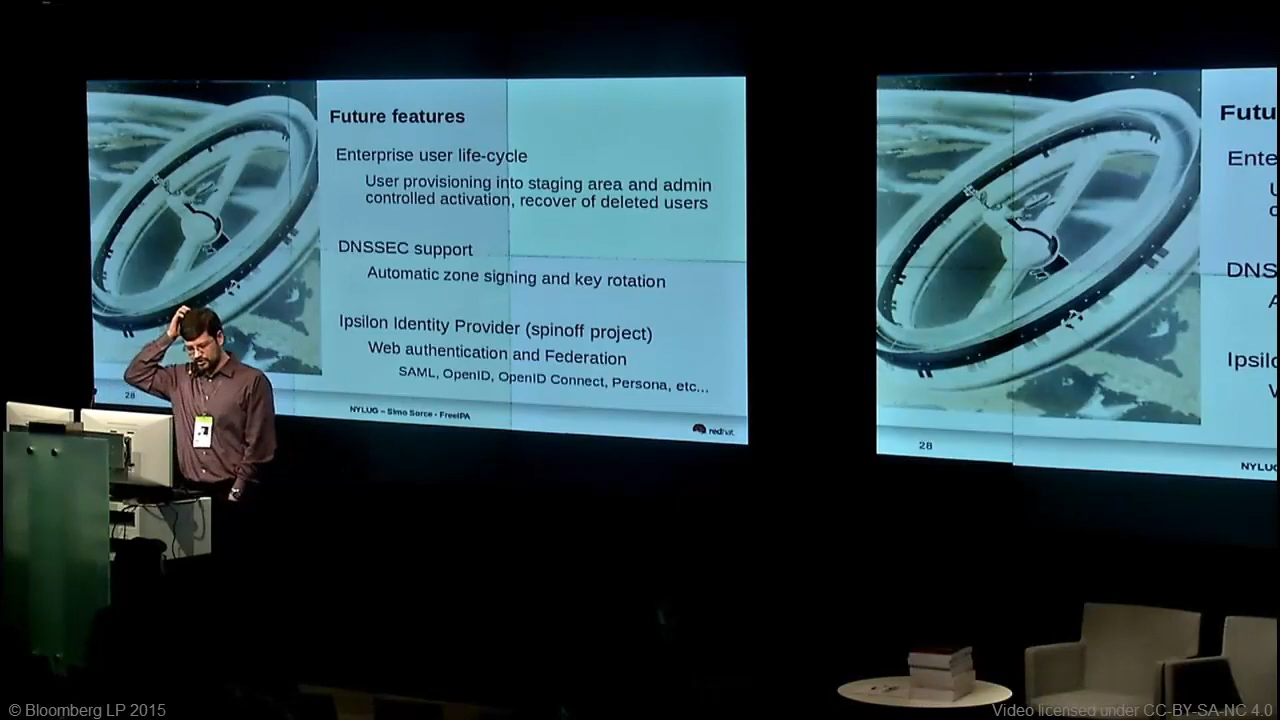 Future features
Enterprise user life-cycle
User provisioning into staging area and admin
controlled activation, recover of deleted users
DNSSEC support
Automatic zone signing and key rotation
Ipsilon Identity Provider (spinoff project)
Web authentication and Federation
SAML, OpenID, OpenID Connect, Persona, etc...
28
NYLUG – Simo Sorce - FreeIPA
redhat.
Futu
Ente
U
c
DNS
A
Ipsilo
W
28
NYLUG
© Bloomberg LP 2015
Video licensed under CC-BY-SA-NC 4.0